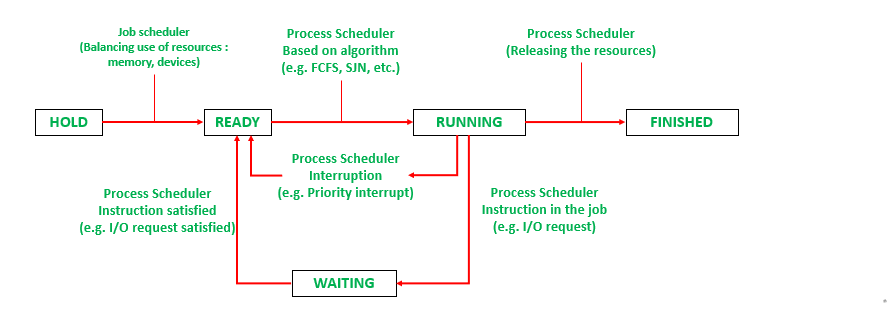 Job scheduler
(Balancing use of resources :
memory, devices)
Process Scheduler
Based on algorithm
(e.g. FCFS, SJN, etc.)
Process Scheduler
(Releasing the resources)
HOLD
READY
RUNNING
FINISHED
Process Scheduler
Interruption
(e.g. Priority interrupt)
Process Scheduler
Instruction satisfied
(e.g. I/O request satisfied)
Process Scheduler
Instruction in the job
(e.g. I/O request)
WAITING